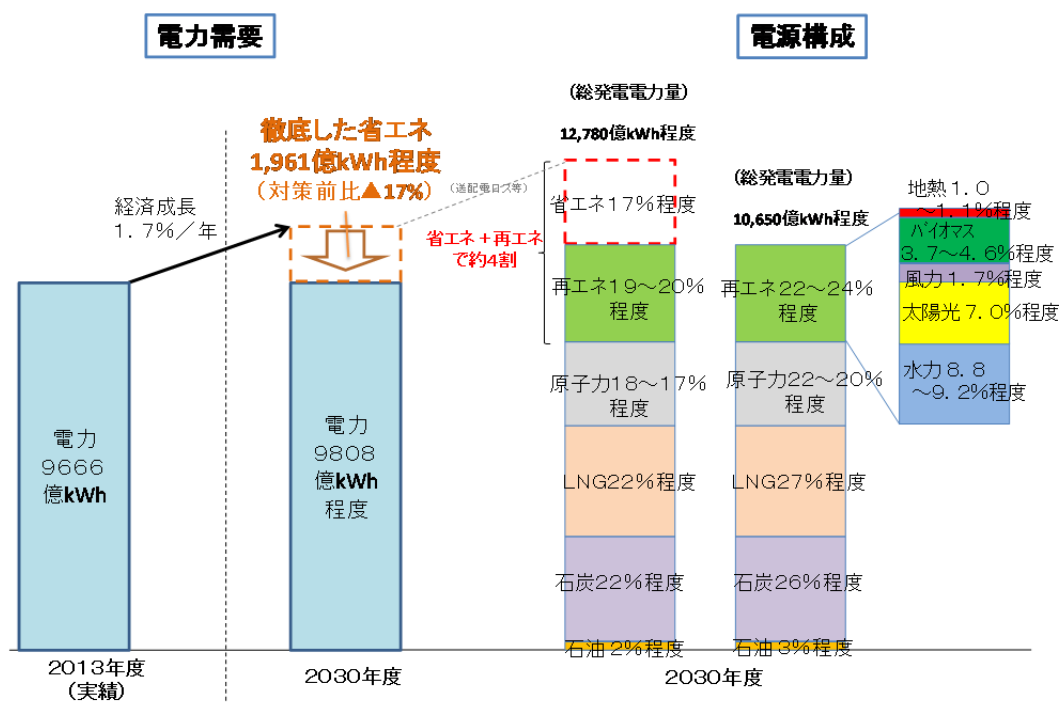 電力需要
電源構成
(総発電電力量)
12,780億kWh程度
徹底した省エネ
1,961億kWh程度
(対策前比▲17%)
(送配電ロス等)
(総発電電力量)
10,650億kWh程度
経済成長
1.7%/年
省エネ+再エネ
で約4割
省エネ17%程度
再エネ19~20%
程度
原子力18~17%
程度
LNG22%程度
石炭22%程度
石油2%程度
再エネ22~24%
程度
原子力22~20%
程度
LNG27%程度
石炭26%程度
石油3%程度
地熱1.0
~1.1%程度
バイオマス
3.7~4.6%程度
風力1.7%程度
太陽光7.0%程度
水力8.8
~9.2%程度
電力
9666
億kWh
電力
9808
億kWh
程度
2013年度
(実績)
2030年度
2030年度